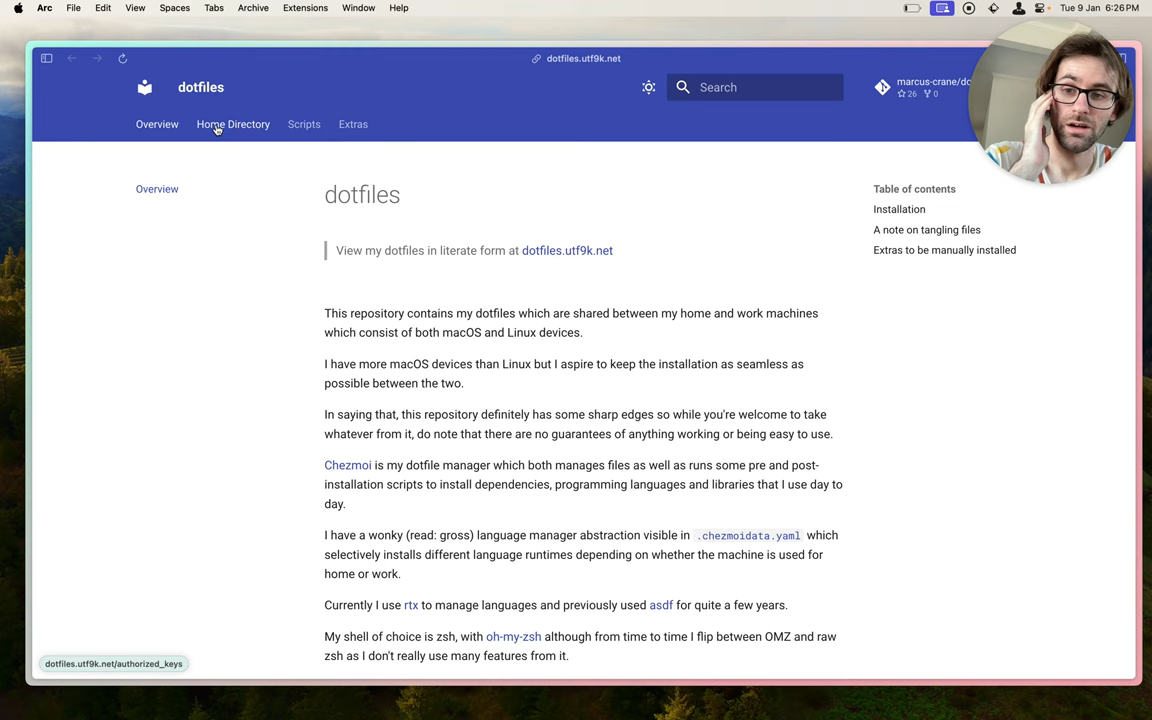 Arc File Edit View Spaces Tabs Archive Extensions Window Help Tue 9 Jan 6:26 PM
dotfiles.utf9k.net
dotfiles
Search
marcus-crane/do
26 0
Overview Home Directory Scripts Extras
Overview
dotfiles
View my dotfiles in literate form at dotfiles.utf9k.net
This repository contains my dotfiles which are shared between my home and work machines
which consist of both macOS and Linux devices.
I have more macOS devices than Linux but I aspire to keep the installation as seamless as
possible between the two.
In saying that, this repository definitely has some sharp edges so while you're welcome to take
whatever from it, do note that there are no guarantees of anything working or being easy to use.
Chezmoi is my dotfile manager which both manages files as well as runs some pre and post-
installation scripts to install dependencies, programming languages and libraries that I use day to
day.
I have a wonky (read: gross) language manager abstraction visible in .chezmoidata.yaml which
selectively installs different language runtimes depending on whether the machine is used for
home or work.
Currently I use rtx to manage languages and previously used asdf for quite a few years.
My shell of choice is zsh, with oh-my-zsh although from time to time I flip between OMZ and raw
zsh as I don't really use many features from it.
Table of contents
Installation
A note on tangling files
Extras to be manually installed
dotfiles.utf9k.net/authorized_keys